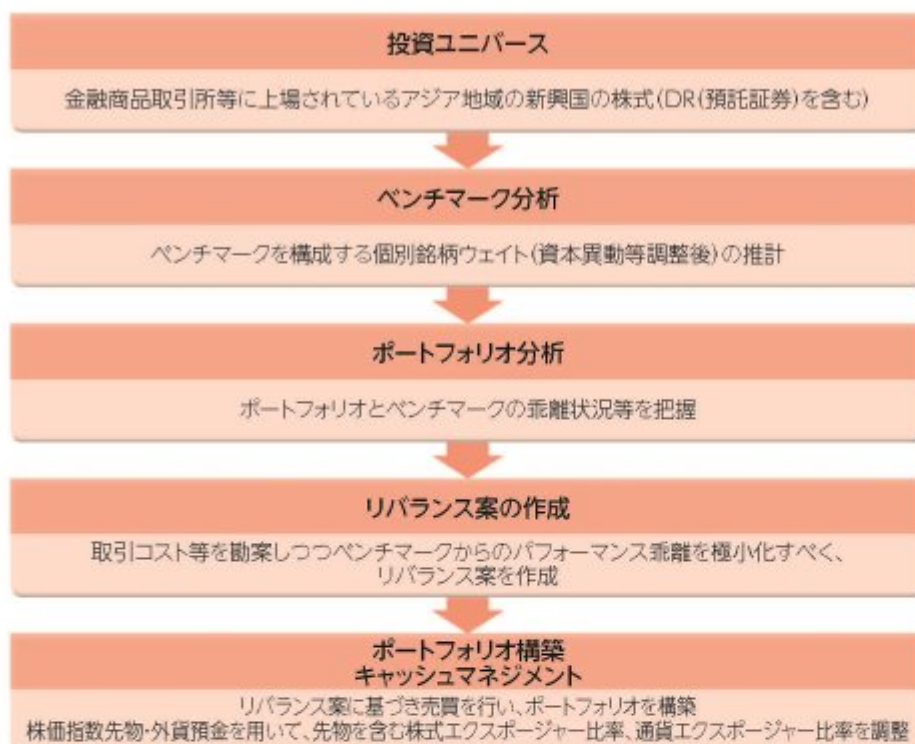 投資ユニバース
金融商品取引所等に上場されているアジア地域の新興国の株式(DR(預託証券)を含む)
ベンチマーク分析
ベンチマークを構成する個別銘柄ウェイト(資本異動等調整後)の推計
ポートフォリオ分析
ポートフォリオとベンチマークの乖離状況等を把握
リバランス案の作成
取引コスト等を勘案しつつベンチマークからのパフォーマンス乖離を極小化すべく、
リバランス案を作成
ポートフォリオ構築
キャッシュマネジメント
リバランス案に基づき売買を行い、ポートフォリオを構築
株価指数先物・外貨預金を用いて、先物を含む株式エクスポージャー比率、通貨エクスポージャー比率を調整